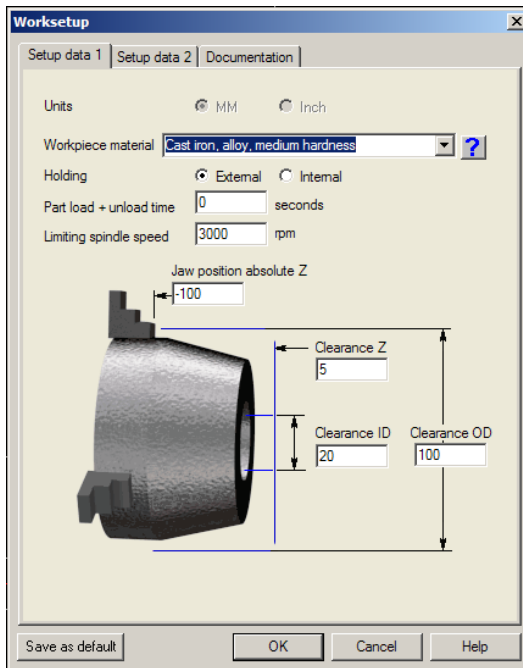 Worksetup
Setup data 1 Setup data 2 Documentation
Units MM Inch
Workpiece material Cast iron, alloy, medium hardness ?
Holding External Internal
Part load + unload time 0 seconds
Limiting spindle speed 3000 rpm
Jaw position absolute Z
-100
Clearance Z
5
Clearance ID Clearance OD
20 100
Save as default OK Cancel Help